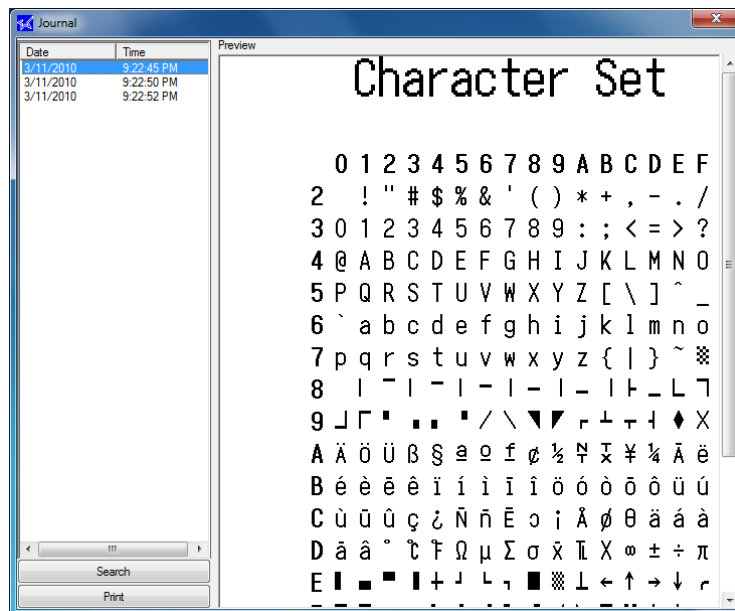 Journal
Date Time
3/11/2010 9:22:45 PM
3/11/2010 9:22:50 PM
3/11/2010 9:22:52 PM
Search
Print
Preview
Character Set
0 1 2 3 4 5 6 7 8 9 A B C D E F
2 ! " # $ % & ' ( ) * + , - . /
3 0 1 2 3 4 5 6 7 8 9 : ; < = > ?
4 @ A B C D E F G H I J K L M N O
5 P Q R S T U V W X Y Z [ \ ] ^ _
6 ` a b c d e f g h i j k l m n o
7 p q r s t u v w x y z { | } ~ ▒
8
9 ┘ / \ ◥ ◤ ┌ ┴ ┬ ┤ ♦ X
A Ä Ö Ü ß § ª º £ ¢ ½ ¥ ¼ Ã ë
B é è ẽ ê ï í ì ĩ î ö ó ò õ ô ü ú
C ù ũ û ç ¿ Ñ ñ Ẽ ɔ ¡ Å ø θ ä á à
D ã â ° Ω µ Σ σ x̄ X ∞ ± ÷ π
E ■ ▒ ⊥ ← ↑ → ↓ ┌